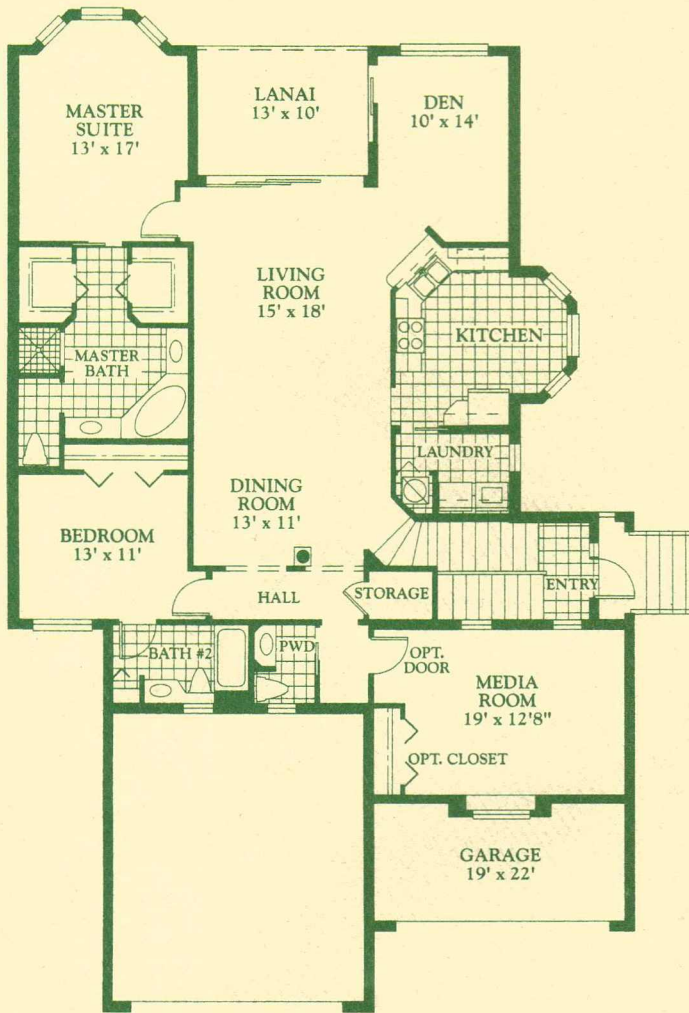 MASTER
SUITE
13' x 17'
LANAI
13' x 10'
DEN
10' x 14'
LIVING
ROOM
15' x 18'
KITCHEN
MASTER
BATH
LAUNDRY
DINING
ROOM
13' x 11'
BEDROOM
13' x 11'
HALL
STORAGE
ENTRY
BATH #2
PWD
OPT.
DOOR
MEDIA
ROOM
19' x 12'8"
OPT. CLOSET
GARAGE
19' x 22'